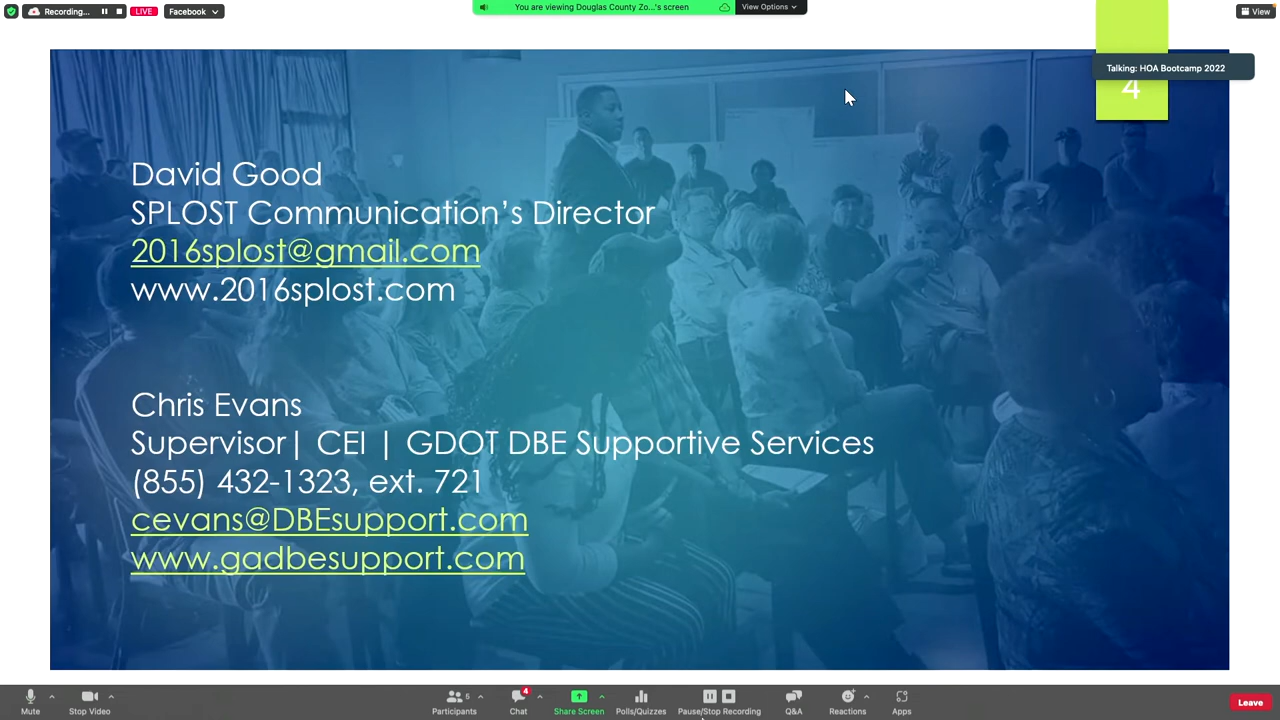 Recording...
LIVE
Facebook
You are viewing Douglas County Zo...'s screen
View Options
View
Talking: HOA Bootcamp 2022
4
David Good
SPLOST Communication’s Director
2016splost@gmail.com
www.2016splost.com
Chris Evans
Supervisor| CEI | GDOT DBE Supportive Services
(855) 432-1323, ext. 721
cevans@DBEsupport.com
www.gadbesupport.com
Mute
Stop Video
Participants
5
Chat
4
Share Screen
Polls/Quizzes
Pause/Stop Recording
Q&A
Reactions
Apps
Leave